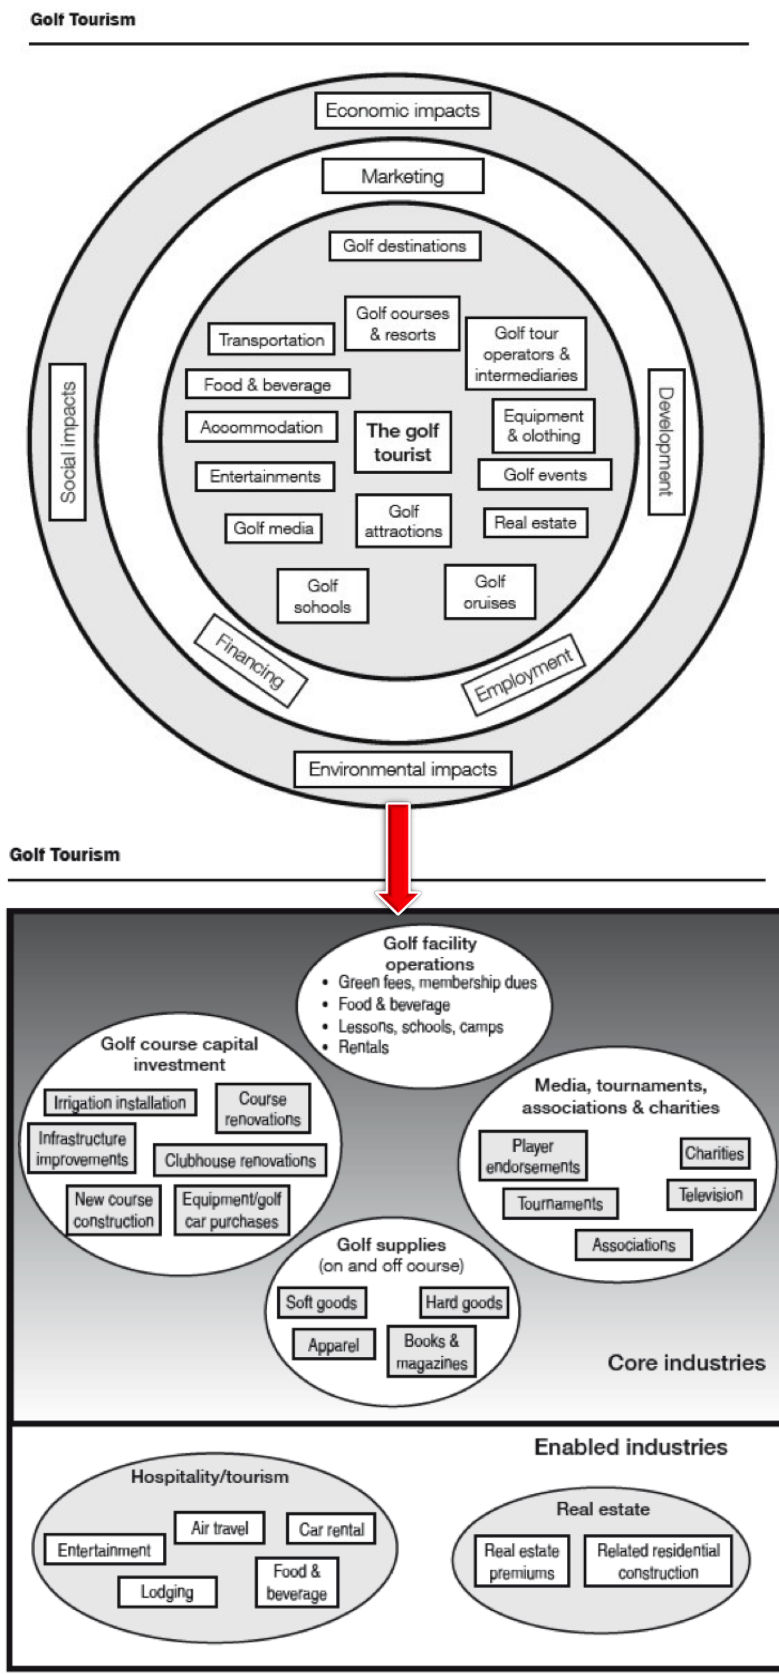 Golf Tourism
Economic impacts
Marketing
Golf destinations
Golf courses
& resorts
Transportation
Golf tour
operators &
intermediaries
Food & beverage
Accommodation
The golf
tourist
Equipment
& clothing
Entertainments
Golf events
Golf media
Golf
attractions
Real estate
Golf
schools
Golf
cruises
Social impacts
Development
Financing
Employment
Environmental impacts
Golf Tourism
Golf facility
operations
• Green fees, membership dues
• Food & beverage
• Lessons, schools, camps
• Rentals
Golf course capital
investment
Irrigation installation
Course
renovations
Infrastructure
improvements
Clubhouse renovations
New course
construction
Equipment/golf
car purchases
Media, tournaments,
associations & charities
Player
endorsements
Charities
Tournaments
Television
Associations
Golf supplies
(on and off course)
Soft goods
Hard goods
Apparel
Books &
magazines
Core industries
Enabled industries
Hospitality/tourism
Air travel
Car rental
Entertainment
Lodging
Food &
beverage
Real estate
Real estate
premiums
Related residential
construction